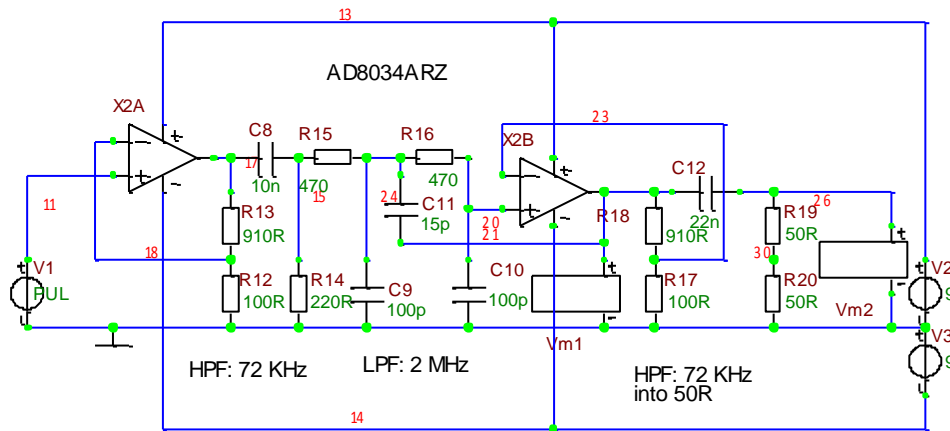 13
AD8034ARZ
X2A
C8
R15
R16
X2B
23
C12
17
10n
470
470
11
15
24
C11
15p
20
21
R18
22n
26
R13
910R
910R
R19
50R
18
30
V1
PUL
R12
100R
R14
220R
C9
100p
C10
100p
R17
100R
R20
50R
V2
9
Vm1
Vm2
V3
9
HPF: 72 KHz
LPF: 2 MHz
HPF: 72 KHz
into 50R
14